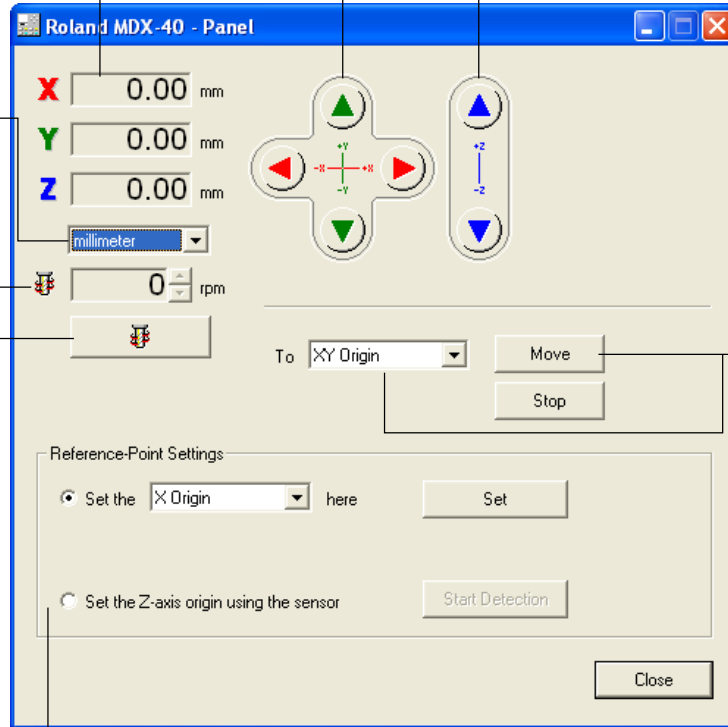 Roland MDX-40 - Panel
X 0.00 mm
Y 0.00 mm
Z 0.00 mm
+Y
-X +X
-Y
+Z
-Z
millimeter
0 rpm
To XY Origin Move
Stop
Reference-Point Settings
Set the X Origin here Set
Set the Z-axis origin using the sensor Start Detection
Close